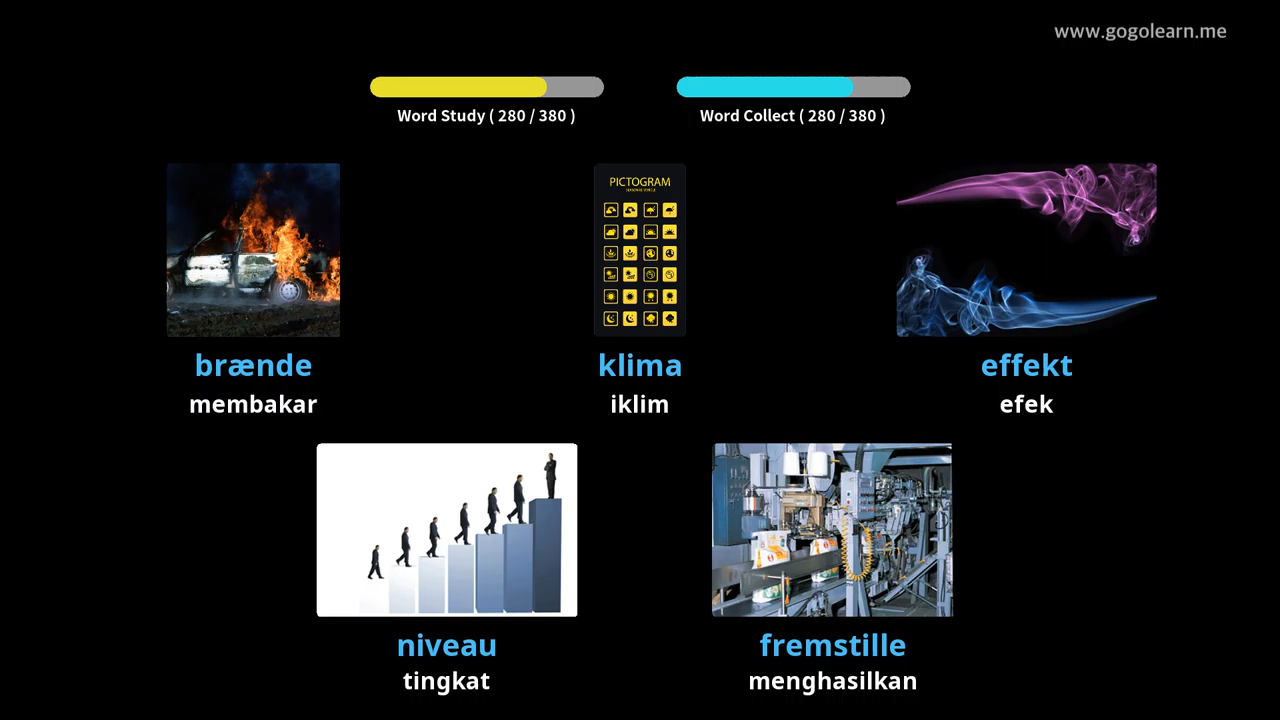 www.gogolearn.me
Word Study ( 280 / 380 )
Word Collect ( 280 / 380 )
PICTOGRAM
brænde
membakar
klima
iklim
effekt
efek
niveau
tingkat
fremstille
menghasilkan